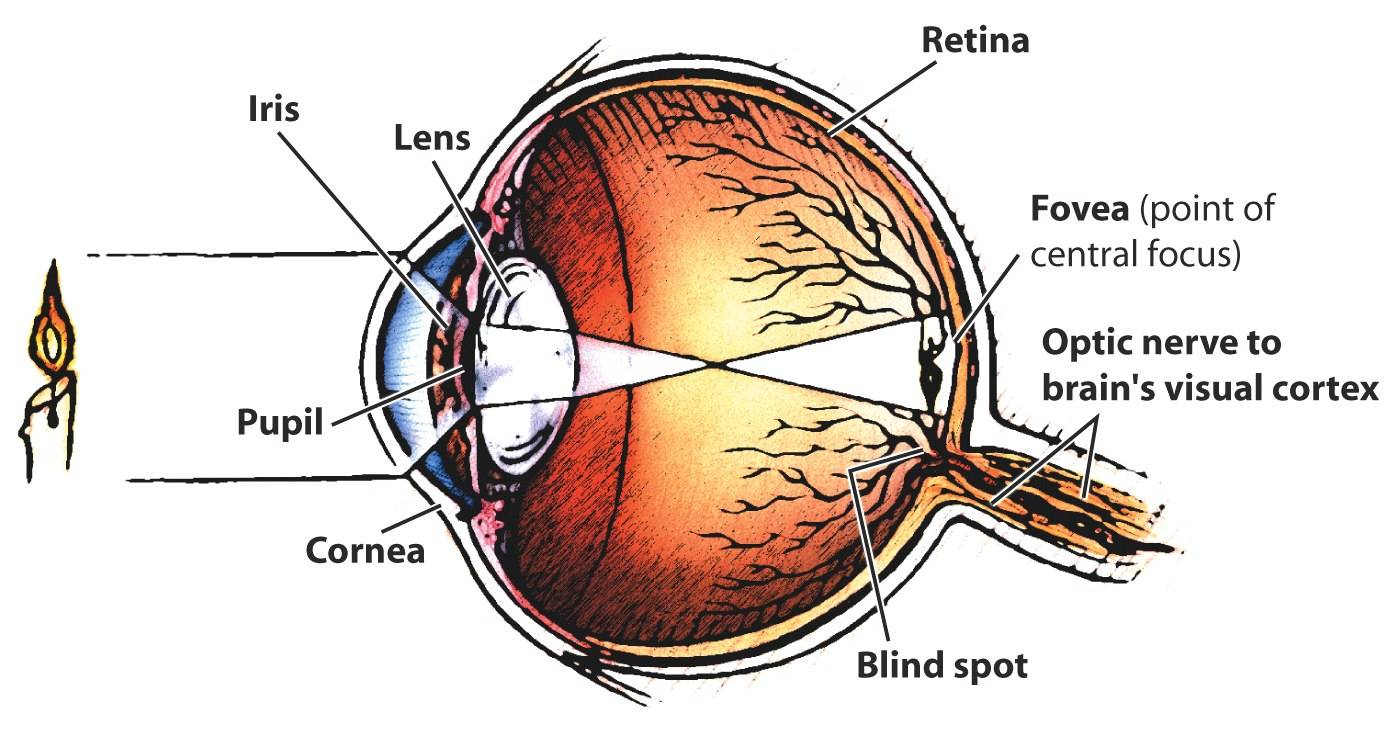 Retina
Iris
Lens
Fovea (point of
central focus)
Optic nerve to
brain's visual cortex
Pupil
Cornea
Blind spot